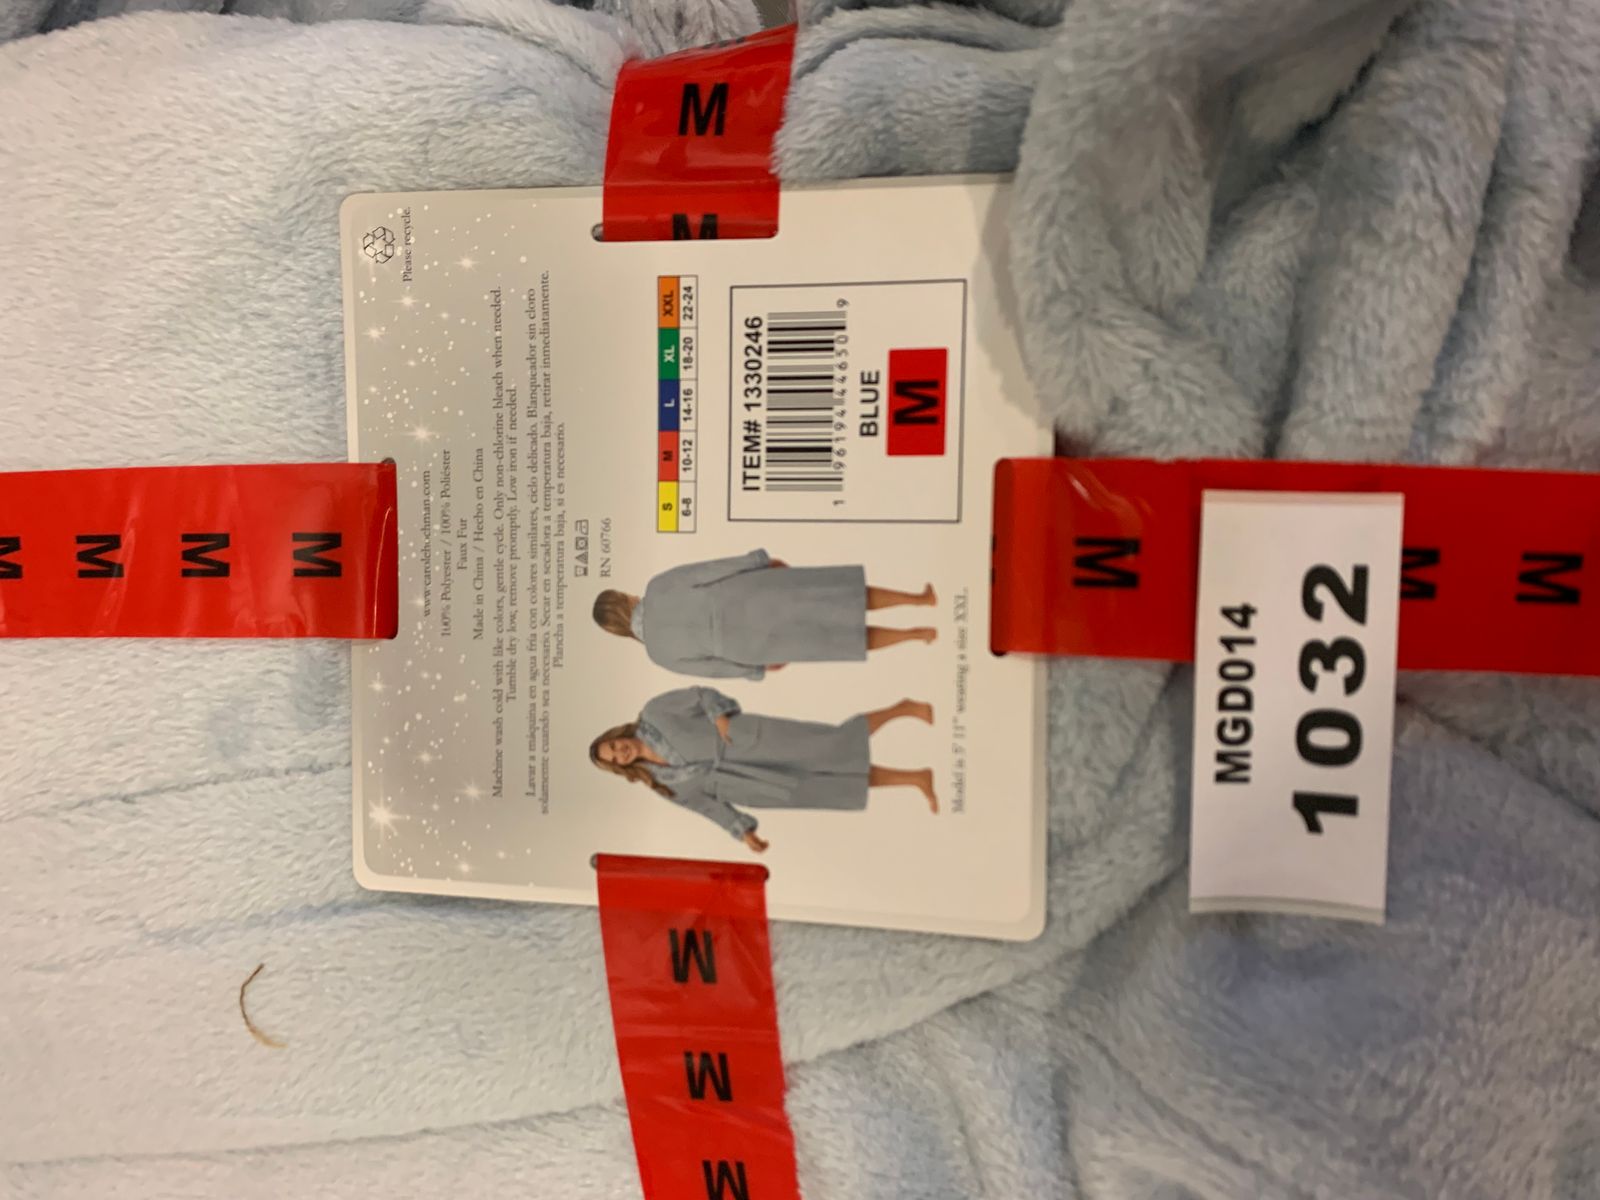 Please recycle.
www.carolehochman.com
100% Polyester / 100% Poliéster
Faux Fur
Made in China / Hecho en China
Machine wash cold with like colors, gentle cycle. Only non-chlorine bleach when needed.
Tumble dry low, remove promptly. Low iron if needed.
Lavar a máquina en agua fría con colores similares, ciclo delicado. Blanqueador sin cloro
solamente cuando sea necesario. Secar en secadora a temperatura baja, retirar inmediatamente.
Plancha a temperatura baja, si es necesario.
RN 60766
S M L XL XXL
6-8 10-12 14-16 18-20 22-24
ITEM# 1330246
1 96194 44650 9
BLUE
M
Model is 5' 11" wearing a size XXL.
MGD014
1032
M
M
M
M
M
M
M
M
M
M
M
M